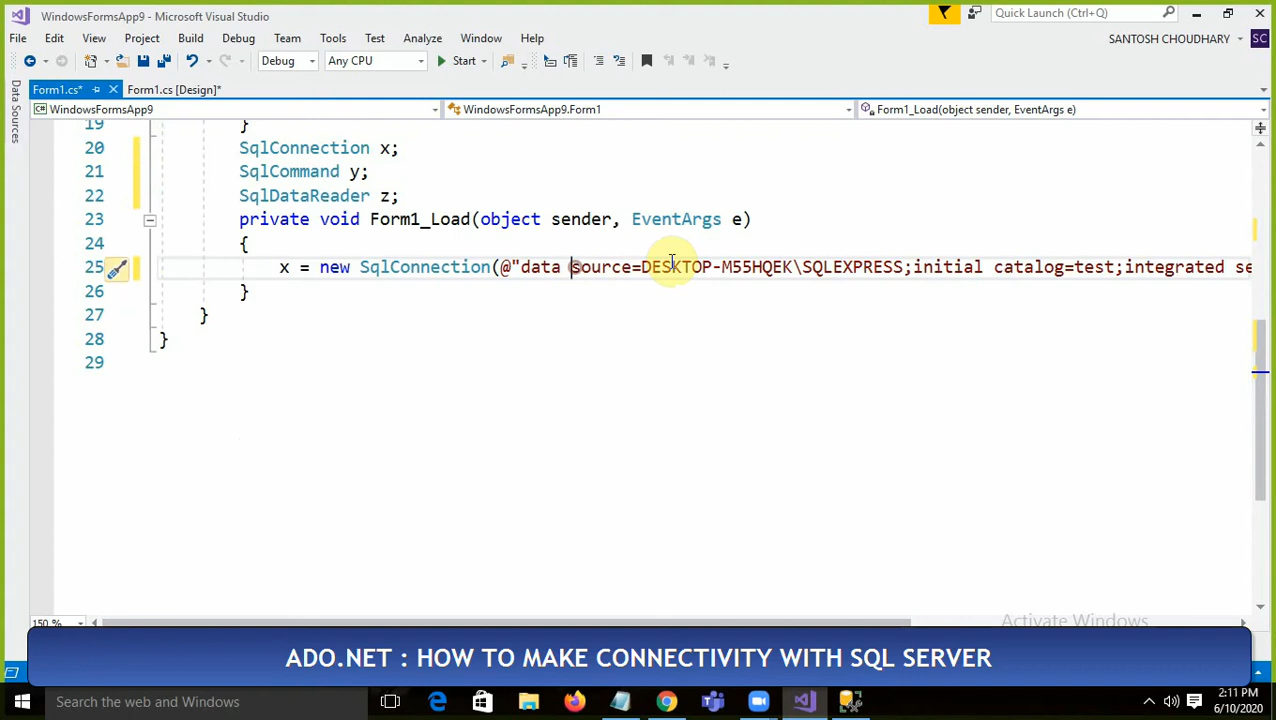 WindowsFormsApp9 - Microsoft Visual Studio
Quick Launch (Ctrl+Q)
File Edit View Project Build Debug Team Tools Test Analyze Window Help
SANTOSH CHOUDHARY SC
Debug Any CPU Start
Data Sources
Form1.cs* Form1.cs [Design]*
WindowsFormsApp9 WindowsFormsApp9.Form1 Form1_Load(object sender, EventArgs e)
19 }
20 SqlConnection x;
21 SqlCommand y;
22 SqlDataReader z;
23 private void Form1_Load(object sender, EventArgs e)
24 {
25 x = new SqlConnection(@"data source=DESKTOP-M55HQEK\SQLEXPRESS;initial catalog=test;integrated se
26 }
27 }
28 }
29
150 %
Activate Windows
ADO.NET : HOW TO MAKE CONNECTIVITY WITH SQL SERVER
Search the web and Windows
2:11 PM
6/10/2020